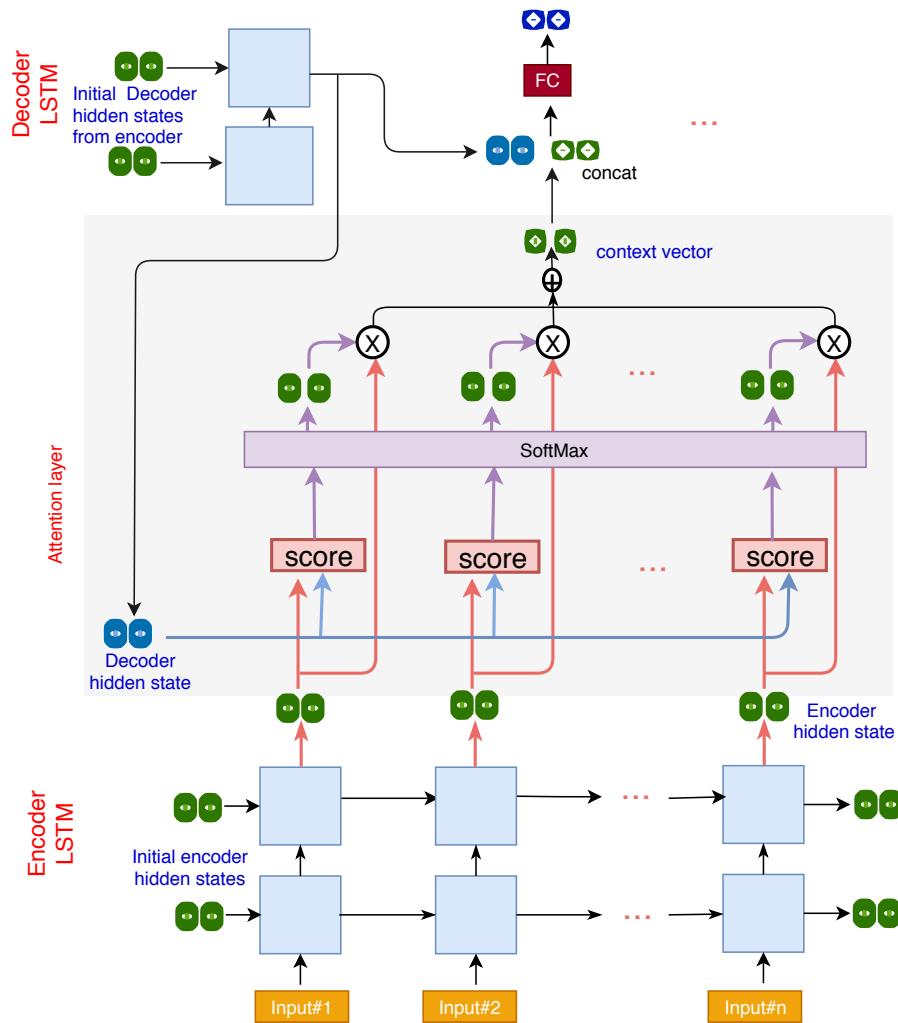 Decoder
LSTM
Initial Decoder
hidden states
from encoder
FC
...
concat
context vector
X
X
X
...
SoftMax
Attention layer
score
score
...
score
Decoder
hidden state
Encoder
hidden state
Encoder
LSTM
...
Initial encoder
hidden states
...
Input#1
Input#2
Input#n